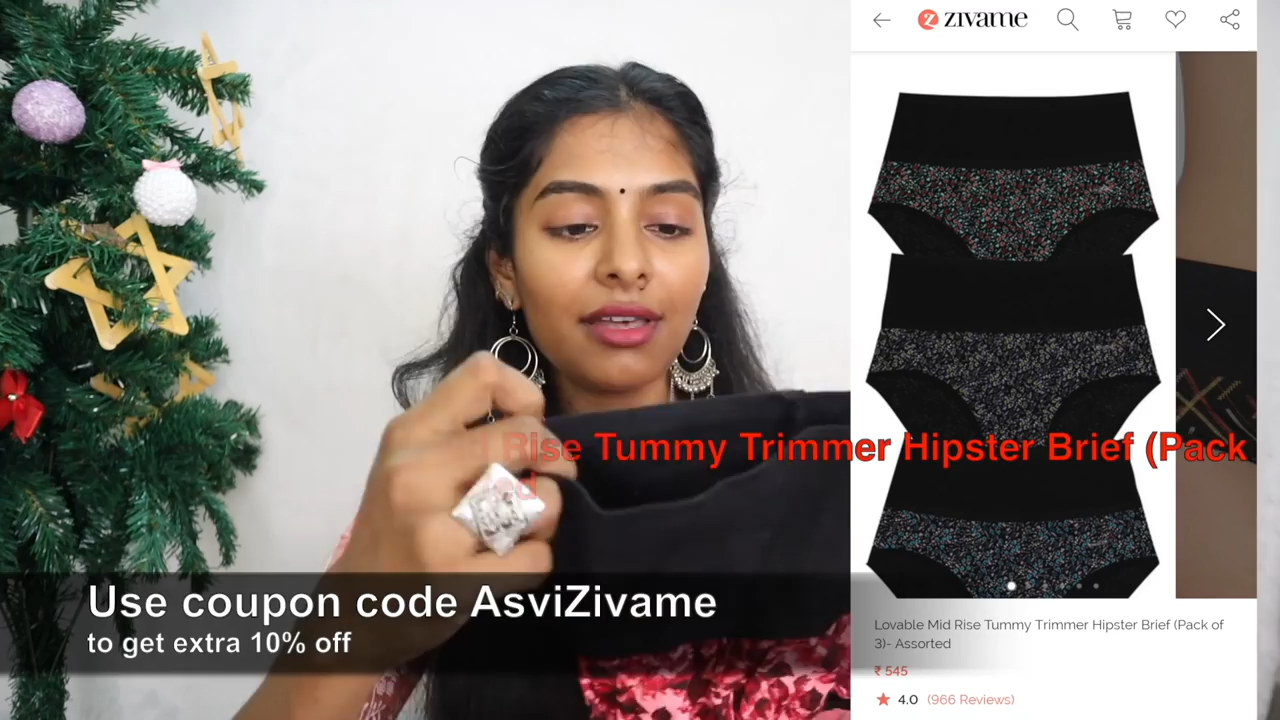 zivame
Rise Tummy Trimmer Hipster Brief (Pack
Use coupon code AsviZivame
to get extra 10% off
Lovable Mid Rise Tummy Trimmer Hipster Brief (Pack of
3)- Assorted
₹ 545
4.0 (966 Reviews)